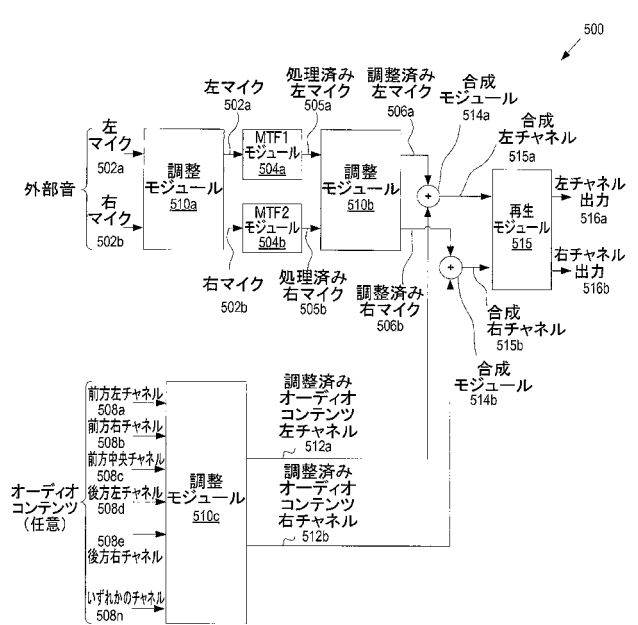 500
左マイク
502a
処理済み
左マイク
505a
調整済み
左マイク
506a
合成
モジュール
514a
合成
左チャネル
515a
外部音
左
マイク
502a
右
マイク
502b
調整
モジュール
510a
MTF1
モジュール
504a
MTF2
モジュール
504b
調整
モジュール
510b
+
+
再生
モジュール
515
左チャネル
出力
516a
右チャネル
出力
516b
右マイク
502b
処理済み
右マイク
505b
調整済み
右マイク
506b
合成
右チャネル
515b
合成
モジュール
514b
オーディオ
コンテンツ
(任意)
前方左チャネル
508a
前方右チャネル
508b
前方中央チャネル
508c
後方左チャネル
508d
508e
後方右チャネル
いずれかのチャネル
508n
調整
モジュール
510c
調整済み
オーディオ
コンテンツ
左チャネル
512a
調整済み
オーディオ
コンテンツ
右チャネル
512b